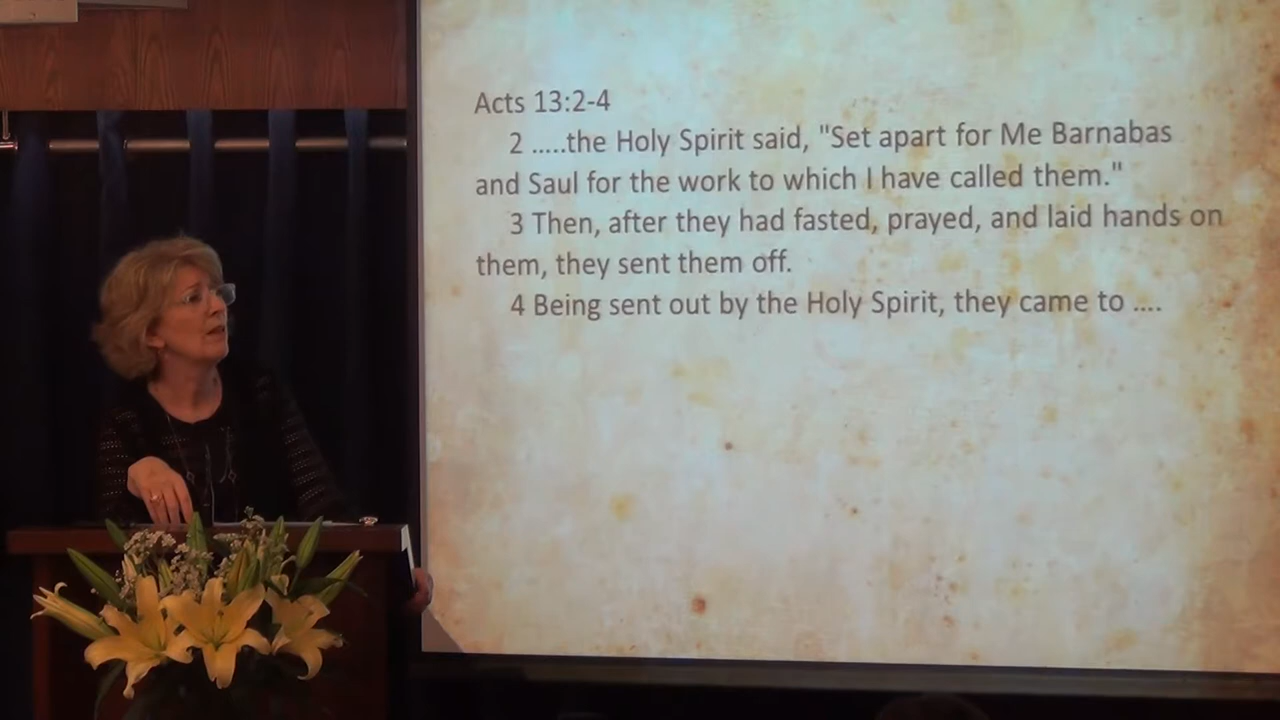 Acts 13:2-4
2 .....the Holy Spirit said, "Set apart for Me Barnabas
and Saul for the work to which I have called them."
3 Then, after they had fasted, prayed, and laid hands on
them, they sent them off.
4 Being sent out by the Holy Spirit, they came to ....